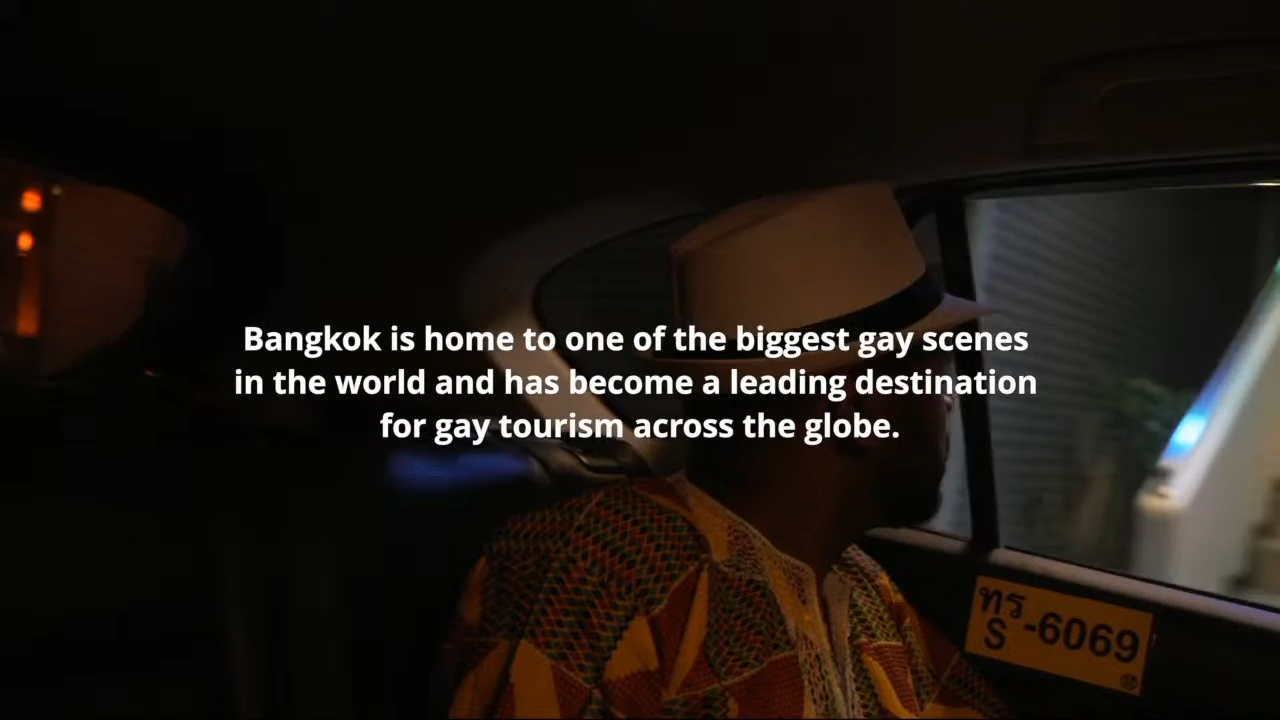 Bangkok is home to one of the biggest gay scenes
in the world and has become a leading destination
for gay tourism across the globe.
ทร
S -6069